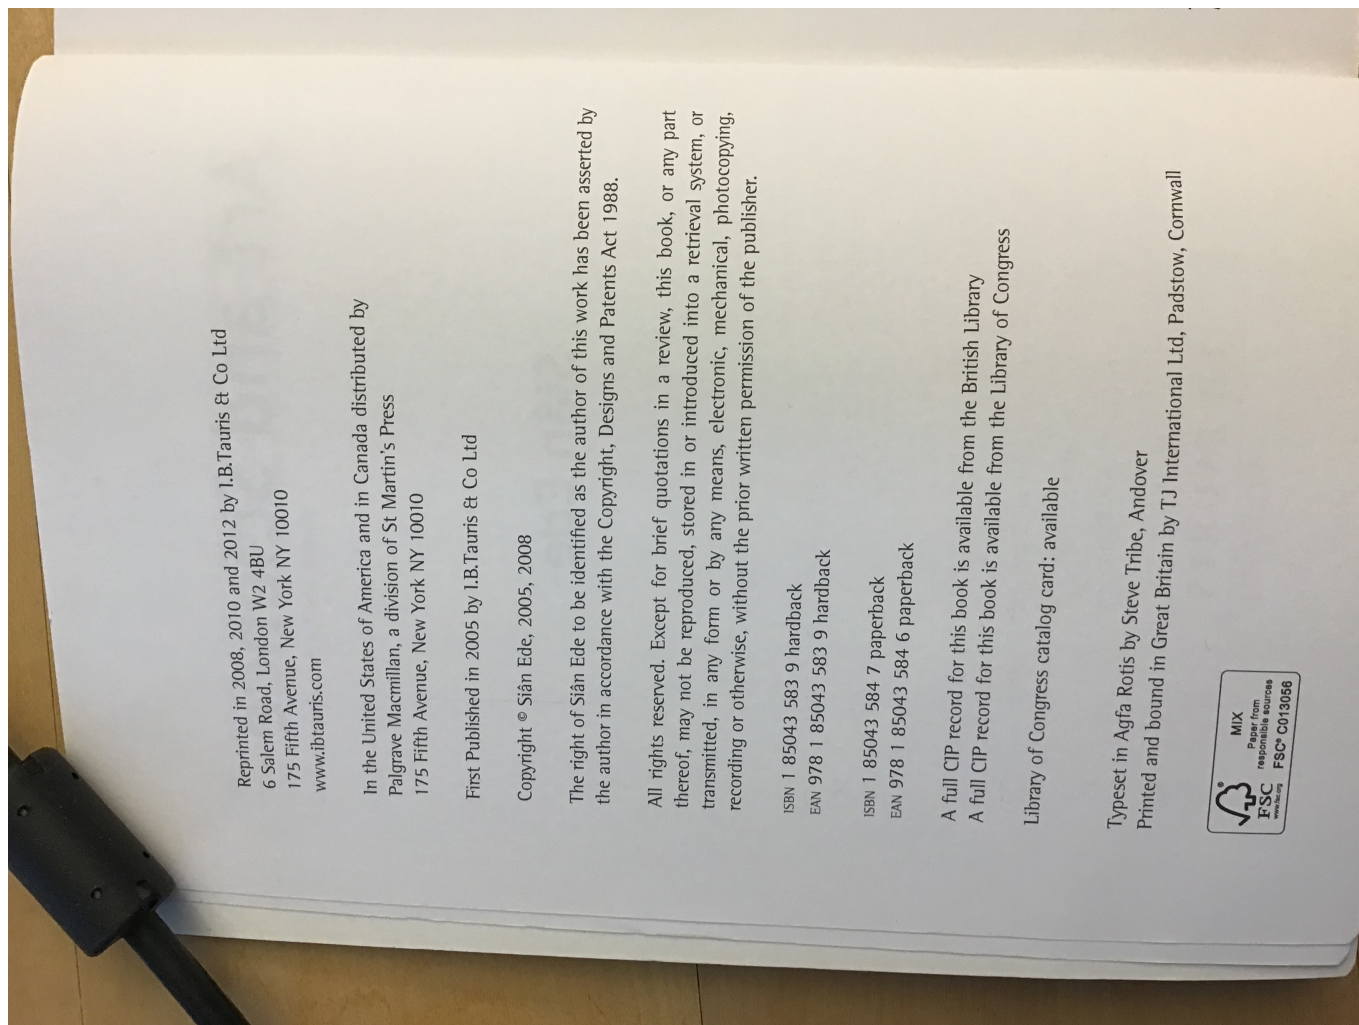 Reprinted in 2008, 2010 and 2012 by I.B.Tauris & Co Ltd
6 Salem Road, London W2 4BU
175 Fifth Avenue, New York NY 10010
www.ibtauris.com
In the United States of America and in Canada distributed by
Palgrave Macmillan, a division of St Martin's Press
175 Fifth Avenue, New York NY 10010
First Published in 2005 by I.B.Tauris & Co Ltd
Copyright © Siân Ede, 2005, 2008
The right of Siân Ede to be identified as the author of this work has been asserted by
the author in accordance with the Copyright, Designs and Patents Act 1988.
All rights reserved. Except for brief quotations in a review, this book, or any part
thereof, may not be reproduced, stored in or introduced into a retrieval system, or
transmitted, in any form or by any means, electronic, mechanical, photocopying,
recording or otherwise, without the prior written permission of the publisher.
ISBN 1 85043 583 9 hardback
EAN 978 1 85043 583 9 hardback
ISBN 1 85043 584 7 paperback
EAN 978 1 85043 584 6 paperback
A full CIP record for this book is available from the British Library
A full CIP record for this book is available from the Library of Congress
Library of Congress catalog card: available
Typeset in Agfa Rotis by Steve Tribe, Andover
Printed and bound in Great Britain by TJ International Ltd, Padstow, Cornwall
FSC
www.fsc.org
MIX
Paper from
responsible sources
FSC® C013056